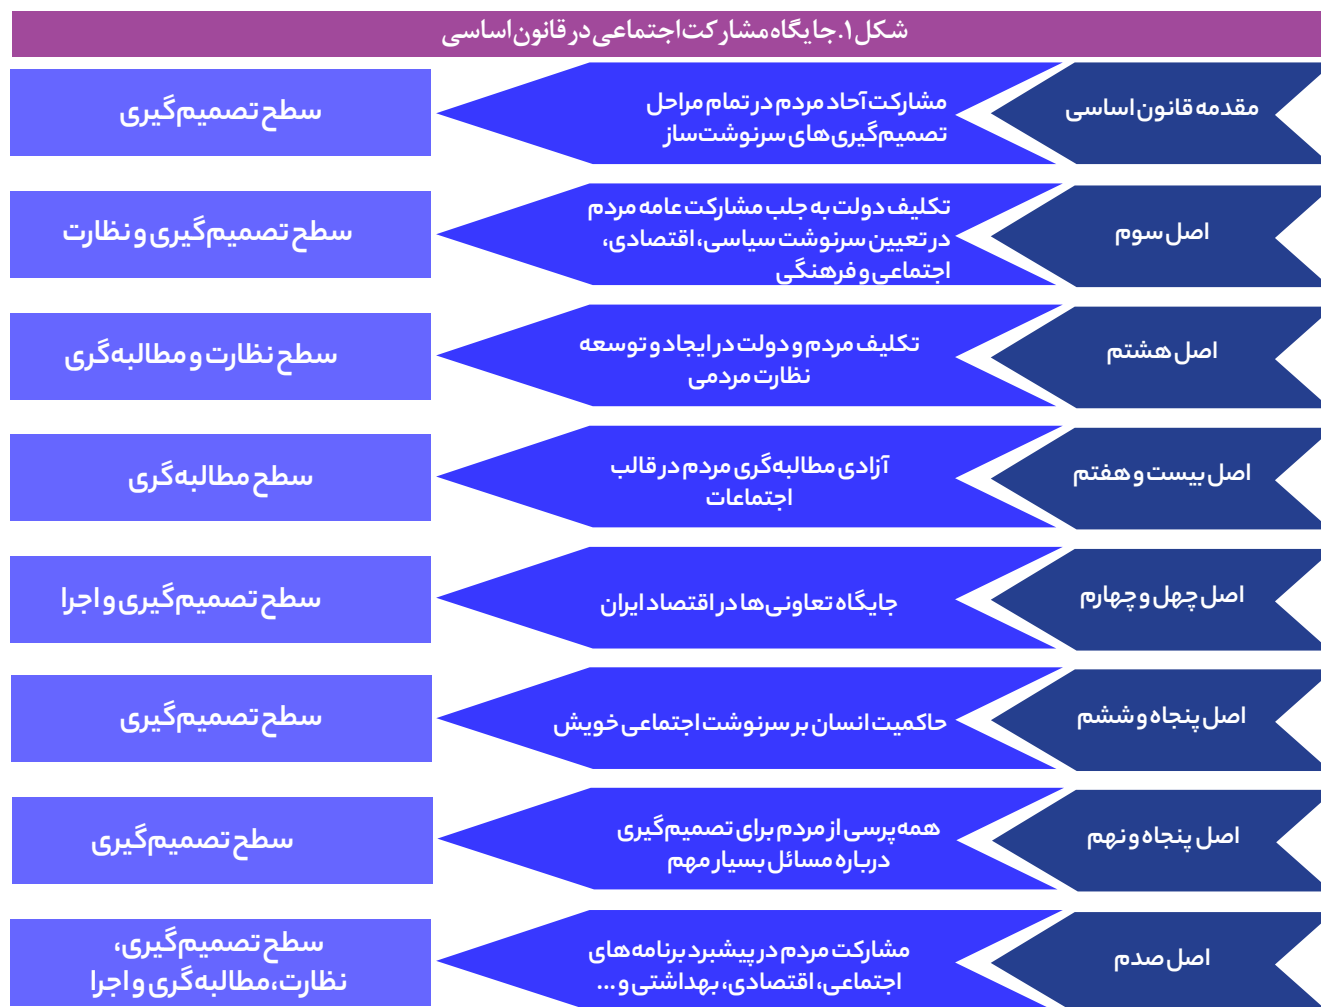 شکل ۱. جایگاه مشارکت اجتماعی در قانون اساسی
مقدمه قانون اساسی
مشارکت آحاد مردم در تمام مراحل
تصمیم‌گیری‌های سرنوشت‌ساز
سطح تصمیم‌گیری
اصل سوم
تکلیف دولت به جلب مشارکت عامه مردم
در تعیین سرنوشت سیاسی، اقتصادی،
اجتماعی و فرهنگی
سطح تصمیم‌گیری و نظارت
اصل هشتم
تکلیف مردم و دولت در ایجاد و توسعه
نظارت مردمی
سطح نظارت و مطالبه‌گری
اصل بیست و هفتم
آزادی مطالبه‌گری مردم در قالب
اجتماعات
سطح مطالبه‌گری
اصل چهل و چهارم
جایگاه تعاونی‌ها در اقتصاد ایران
سطح تصمیم‌گیری و اجرا
اصل پنجاه و ششم
حاکمیت انسان بر سرنوشت اجتماعی خویش
سطح تصمیم‌گیری
اصل پنجاه و نهم
همه‌پرسی از مردم برای تصمیم‌گیری
درباره مسائل بسیار مهم
سطح تصمیم‌گیری
اصل صدم
مشارکت مردم در پیشبرد برنامه‌های
اجتماعی، اقتصادی، بهداشتی و ...
سطح تصمیم‌گیری،
نظارت، مطالبه‌گری و اجرا